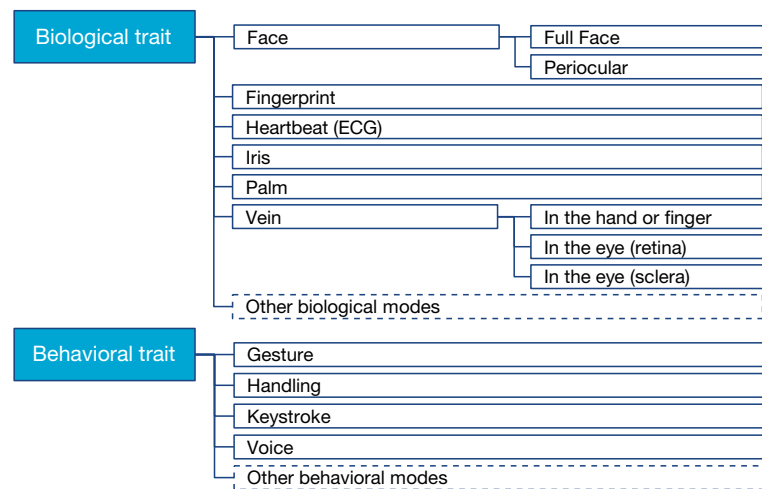 Biological trait
Face
Full Face
Periocular
Fingerprint
Heartbeat (ECG)
Iris
Palm
Vein
In the hand or finger
In the eye (retina)
In the eye (sclera)
Other biological modes
Behavioral trait
Gesture
Handling
Keystroke
Voice
Other behavioral modes